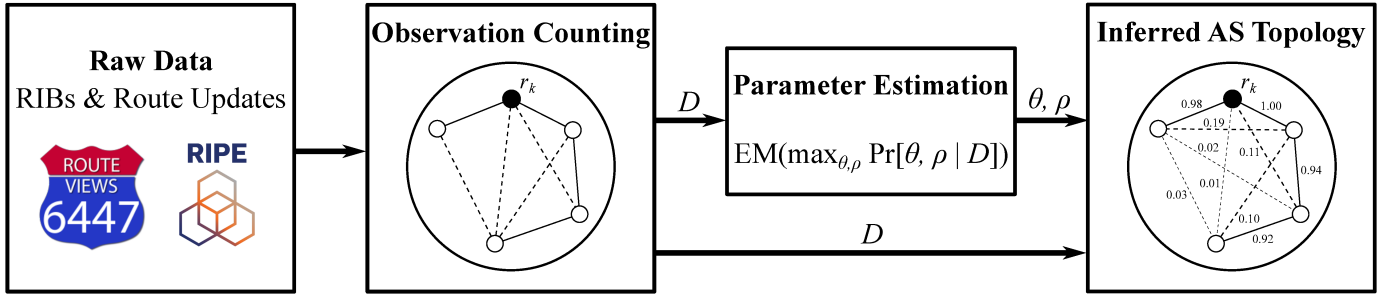 Raw Data
RIBs & Route Updates
ROUTE
VIEWS
6447
RIPE
Observation Counting
r_k
D
Parameter Estimation
EM(max_{θ,ρ} Pr[θ, ρ | D])
θ, ρ
D
Inferred AS Topology
r_k
0.98
1.00
0.19
0.02
0.11
0.94
0.03
0.01
0.10
0.92